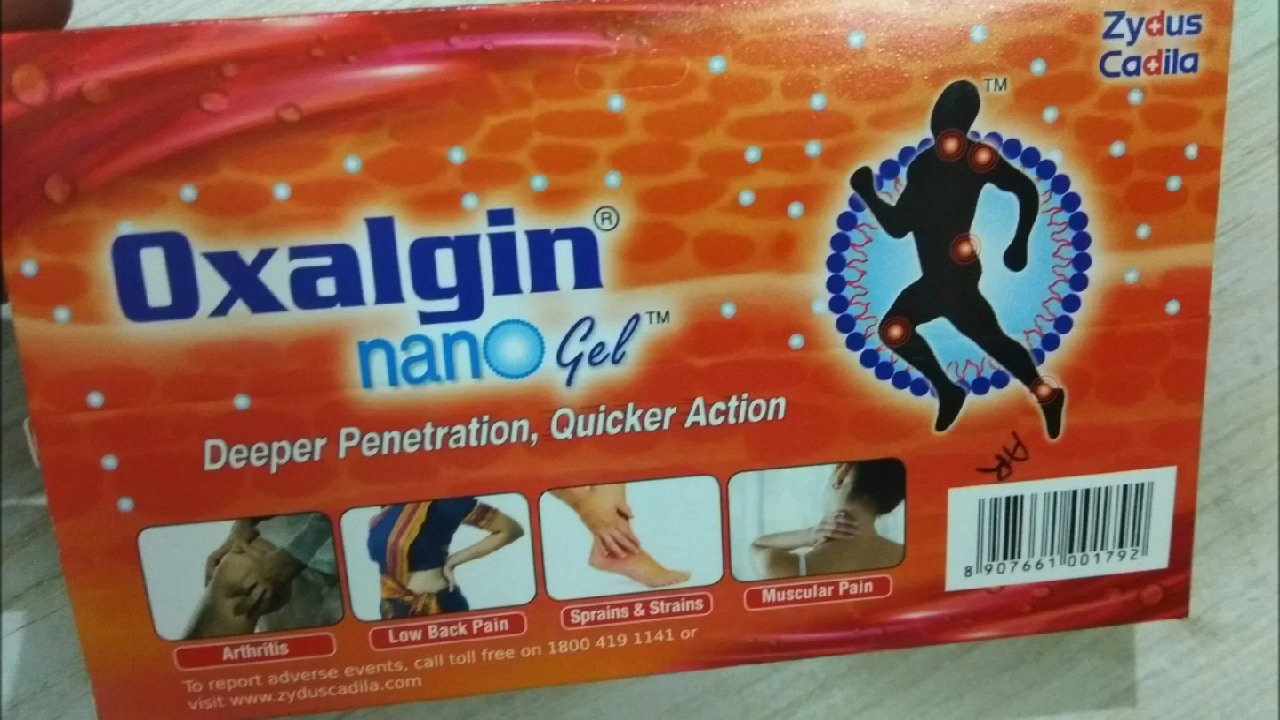 Zydus
Cadila
TM
Oxalgin®
nano Gel™
Deeper Penetration, Quicker Action
AR
Arthritis
Low Back Pain
Sprains & Strains
Muscular Pain
8 907661 001792
To report adverse events, call toll free on 1800 419 1141 or
visit www.zyduscadila.com